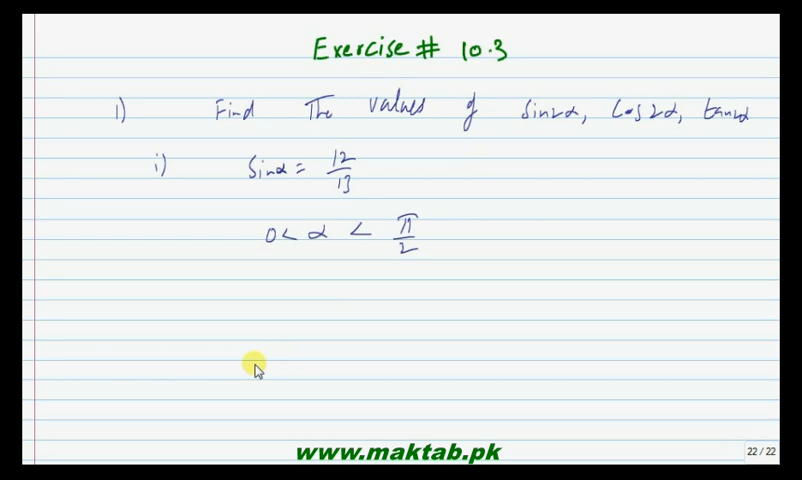 Exercise # 10.3
1) Find The values of Sin2α, Cos2α, tan2α
i) Sinα = 12/13
0 < α < π/2
www.maktab.pk
22 / 22